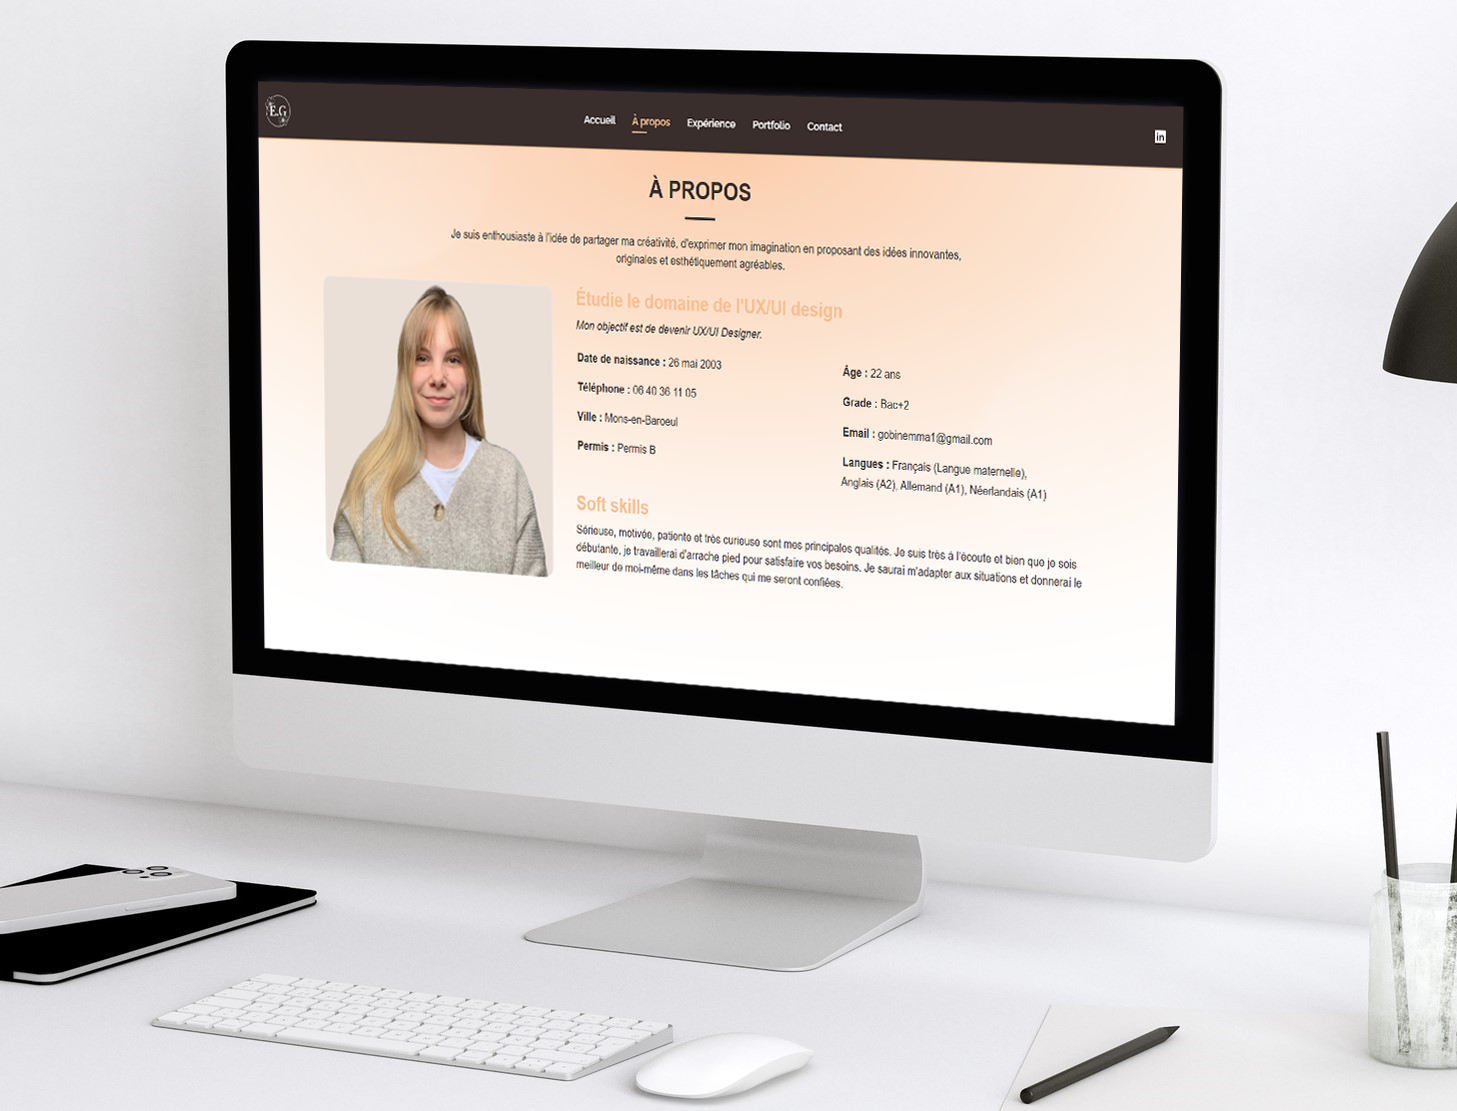 E.G
Accueil À propos Expérience Portfolio Contact
in
À PROPOS
Je suis enthousiaste à l'idée de partager ma créativité, d'exprimer mon imagination en proposant des idées innovantes,
originales et esthétiquement agréables.
Étudie le domaine de l'UX/UI design
Mon objectif est de devenir UX/UI Designer.
Date de naissance : 26 mai 2003
Téléphone : 06 40 36 11 05
Ville : Mons-en-Baroeul
Permis : Permis B
Âge : 22 ans
Grade : Bac+2
Email : gobinemma1@gmail.com
Langues : Français (Langue maternelle),
Anglais (A2), Allemand (A1), Néerlandais (A1)
Soft skills
Sérieuse, motivée, patiente et très curieuse sont mes principales qualités. Je suis très à l'écoute et bien que je sois
débutante, je travaillerai d'arrache pied pour satisfaire vos besoins. Je saurai m'adapter aux situations et donnerai le
meilleur de moi-même dans les tâches qui me seront confiées.